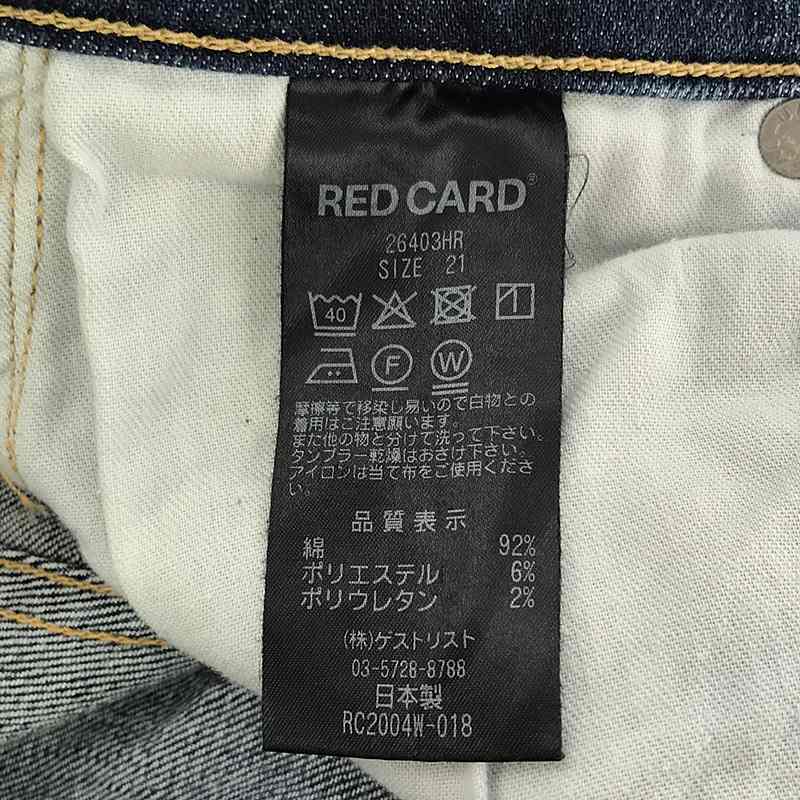 RED CARD®
26403HR
SIZE 21
40
1
F W
摩擦等で移染し易いので白物との
着用はご注意願います。
また他の物と分けて洗って下さい。
タンブラー乾燥はおさけ下さい。
アイロンは当て布をご使用くださ
い。
品質表示
綿 92%
ポリエステル 6%
ポリウレタン 2%
(株)ゲストリスト
03-5728-8788
日本製
RC2004W-018